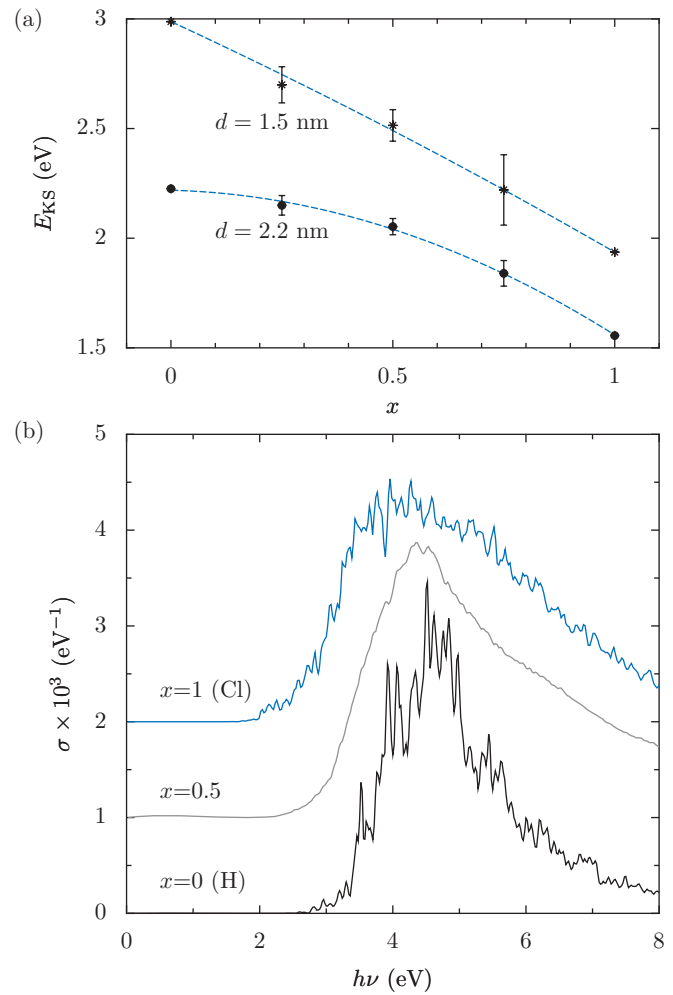 (a)
3
2.5
2
1.5
E_KS (eV)
d = 1.5 nm
d = 2.2 nm
0
0.5
1
x
(b)
5
4
3
2
1
0
σ × 10³ (eV⁻¹)
x=1 (Cl)
x=0.5
x=0 (H)
0
2
4
6
8
hν (eV)